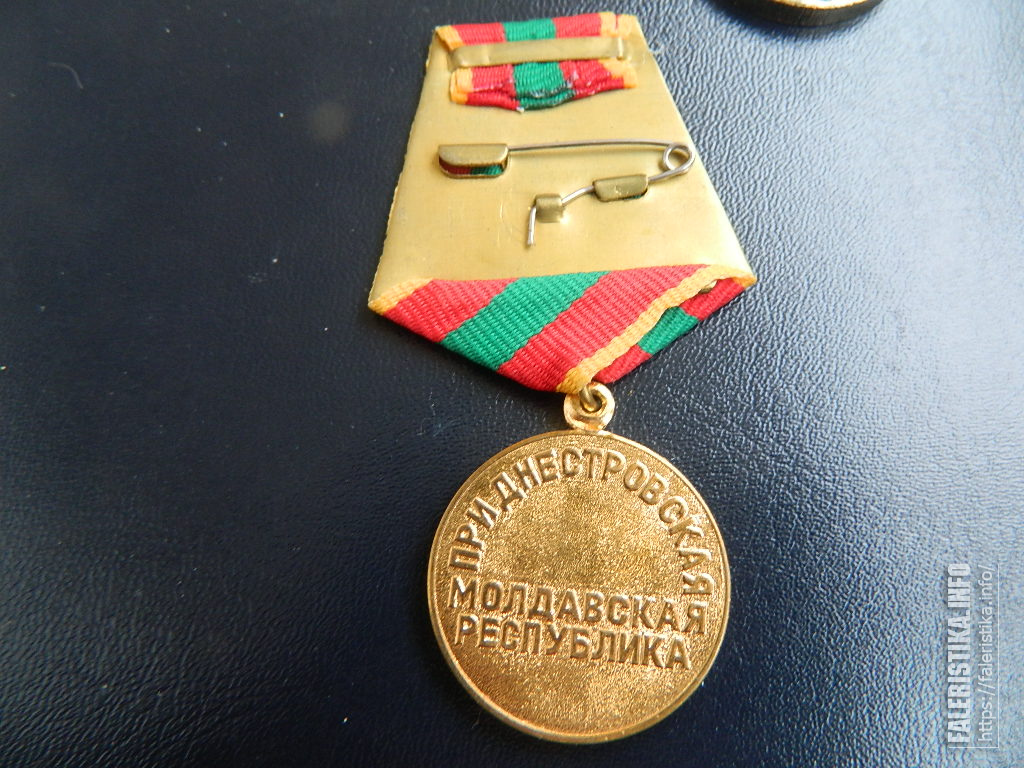 ПРИДНЕСТРОВСКАЯ
МОЛДАВСКАЯ
РЕСПУБЛИКА
FALERISTIKA.INFO
https://faleristika.info/